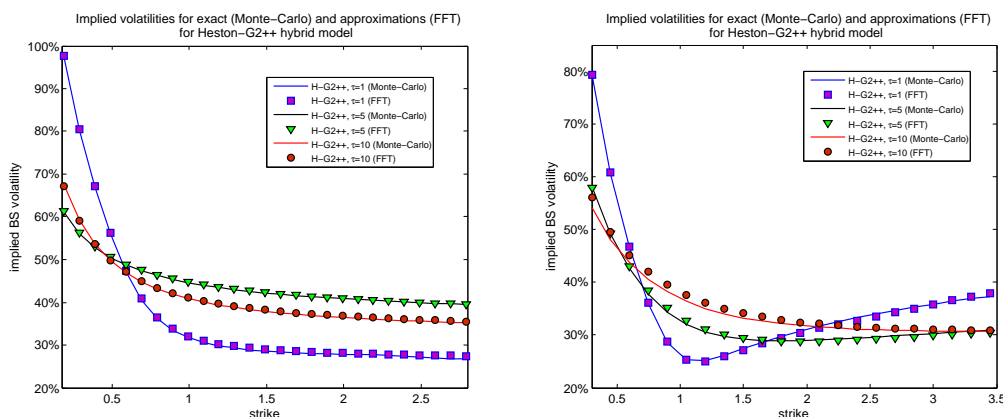 Implied volatilities for exact (Monte−Carlo) and approximations (FFT)
for Heston−G2++ hybrid model
100%
90%
80%
70%
60%
50%
40%
30%
20%
implied BS volatility
H−G2++, τ=1 (Monte−Carlo)
H−G2++, τ=1 (FFT)
H−G2++, τ=5 (Monte−Carlo)
H−G2++, τ=5 (FFT)
H−G2++, τ=10 (Monte−Carlo)
H−G2++, τ=10 (FFT)
0.5 1 1.5 2 2.5
strike
Implied volatilities for exact (Monte−Carlo) and approximations (FFT)
for Heston−G2++ hybrid model
80%
70%
60%
50%
40%
30%
20%
implied BS volatility
H−G2++, τ=1 (Monte−Carlo)
H−G2++, τ=1 (FFT)
H−G2++, τ=5 (Monte−Carlo)
H−G2++, τ=5 (FFT)
H−G2++, τ=10 (Monte−Carlo)
H−G2++, τ=10 (FFT)
0.5 1 1.5 2 2.5 3 3.5
strike